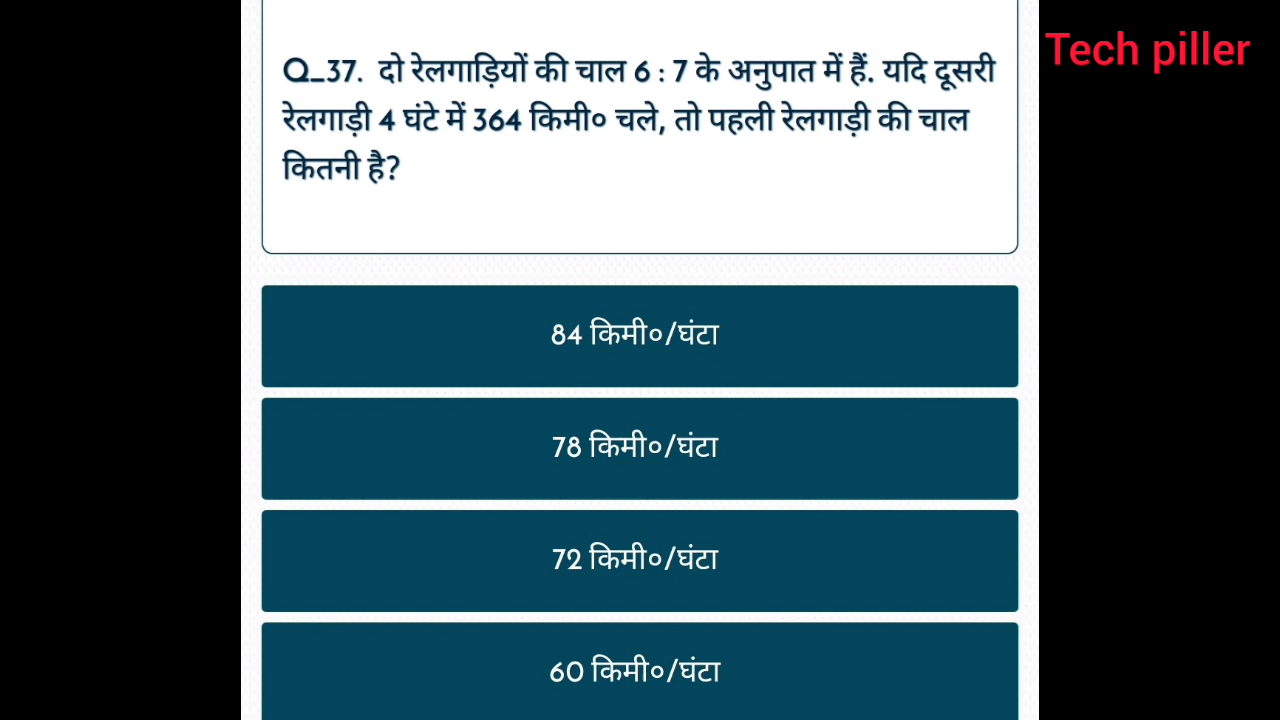 Tech piller
Q_37. दो रेलगाड़ियों की चाल 6 : 7 के अनुपात में हैं. यदि दूसरी
रेलगाड़ी 4 घंटे में 364 किमी० चले, तो पहली रेलगाड़ी की चाल
कितनी है?
84 किमी०/घंटा
78 किमी०/घंटा
72 किमी०/घंटा
60 किमी०/घंटा